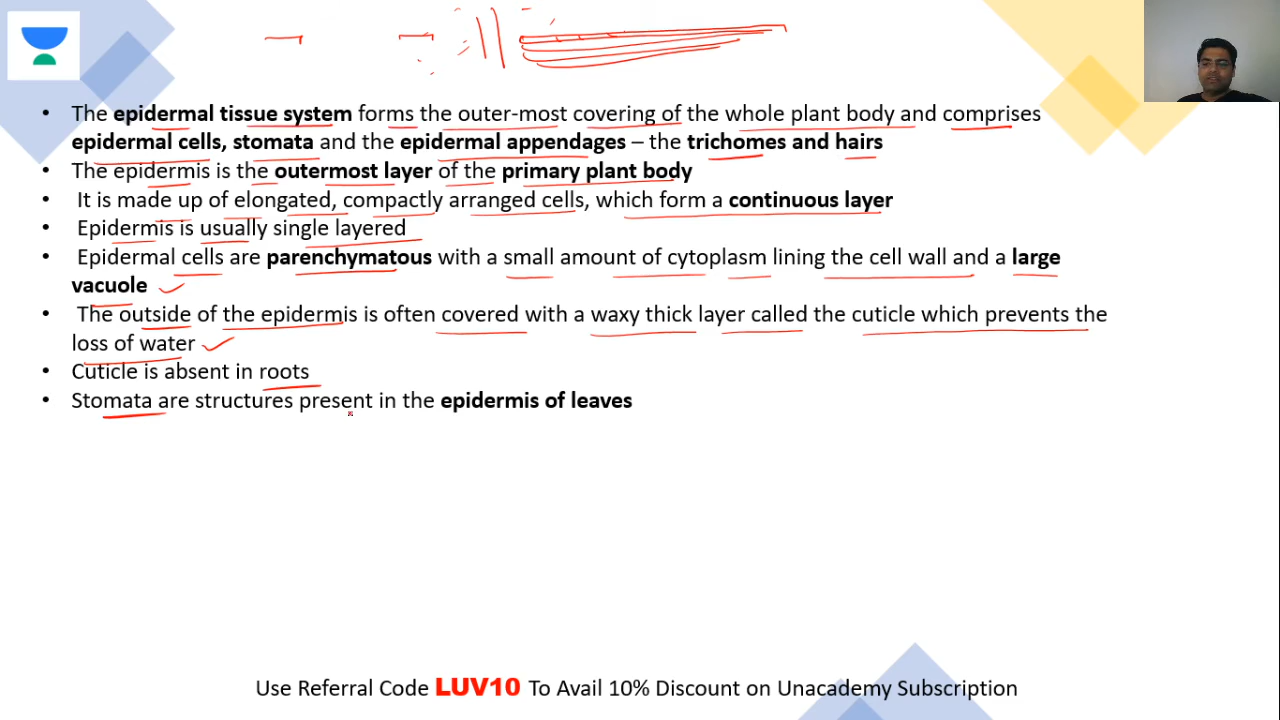 • The epidermal tissue system forms the outer-most covering of the whole plant body and comprises
epidermal cells, stomata and the epidermal appendages – the trichomes and hairs
• The epidermis is the outermost layer of the primary plant body
• It is made up of elongated, compactly arranged cells, which form a continuous layer
• Epidermis is usually single layered
• Epidermal cells are parenchymatous with a small amount of cytoplasm lining the cell wall and a large
vacuole
• The outside of the epidermis is often covered with a waxy thick layer called the cuticle which prevents the
loss of water
• Cuticle is absent in roots
• Stomata are structures present in the epidermis of leaves
Use Referral Code LUV10 To Avail 10% Discount on Unacademy Subscription